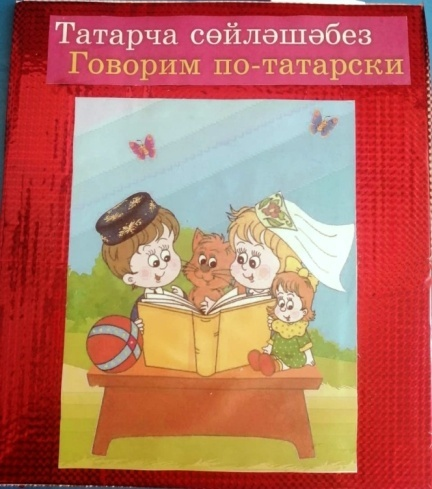 Татарча сөйләшәбез
Говорим по-татарски